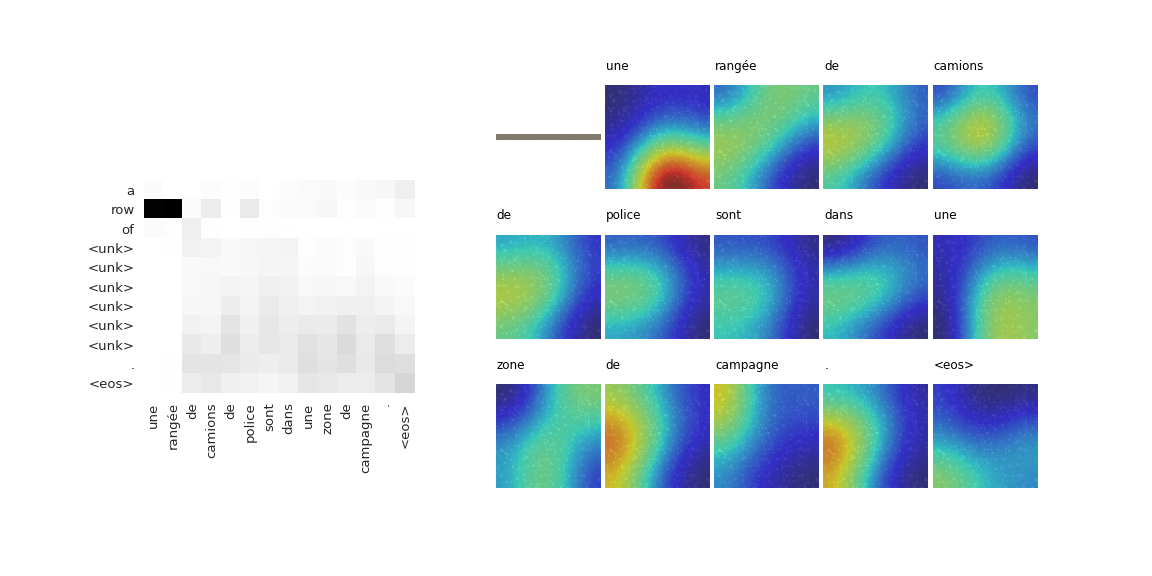 a
row
of
<unk>
<unk>
<unk>
<unk>
<unk>
<unk>
.
<eos>
une
rangée
de
camions
de
police
sont
dans
une
zone
de
campagne
.
<eos>
une rangée de camions
de police sont dans une
zone de campagne . <eos>